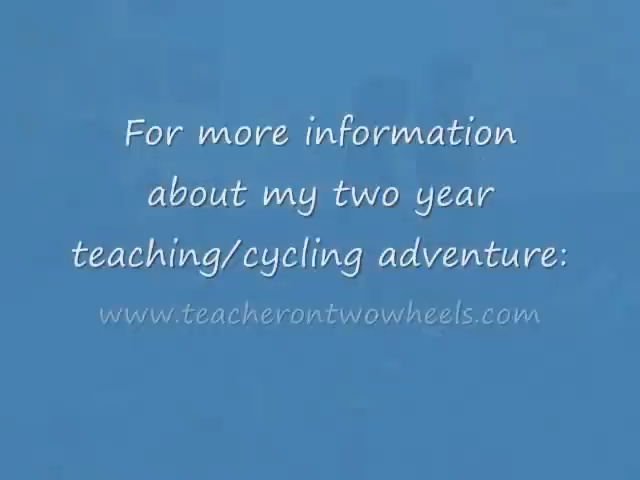 For more information
about my two year
teaching/cycling adventure:
www.teacherontwowheels.com